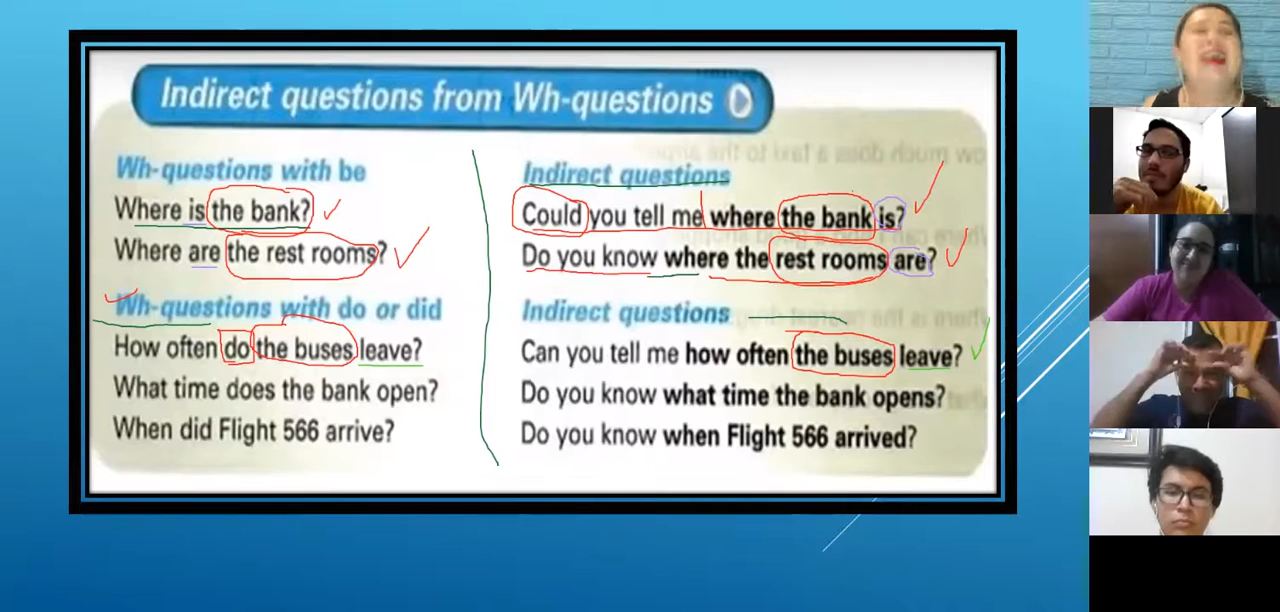 Indirect questions from Wh-questions
Wh-questions with be
Where is the bank?
Where are the rest rooms?
Wh-questions with do or did
How often do the buses leave?
What time does the bank open?
When did Flight 566 arrive?
Indirect questions
Could you tell me where the bank is?
Do you know where the rest rooms are?
Indirect questions
Can you tell me how often the buses leave?
Do you know what time the bank opens?
Do you know when Flight 566 arrived?